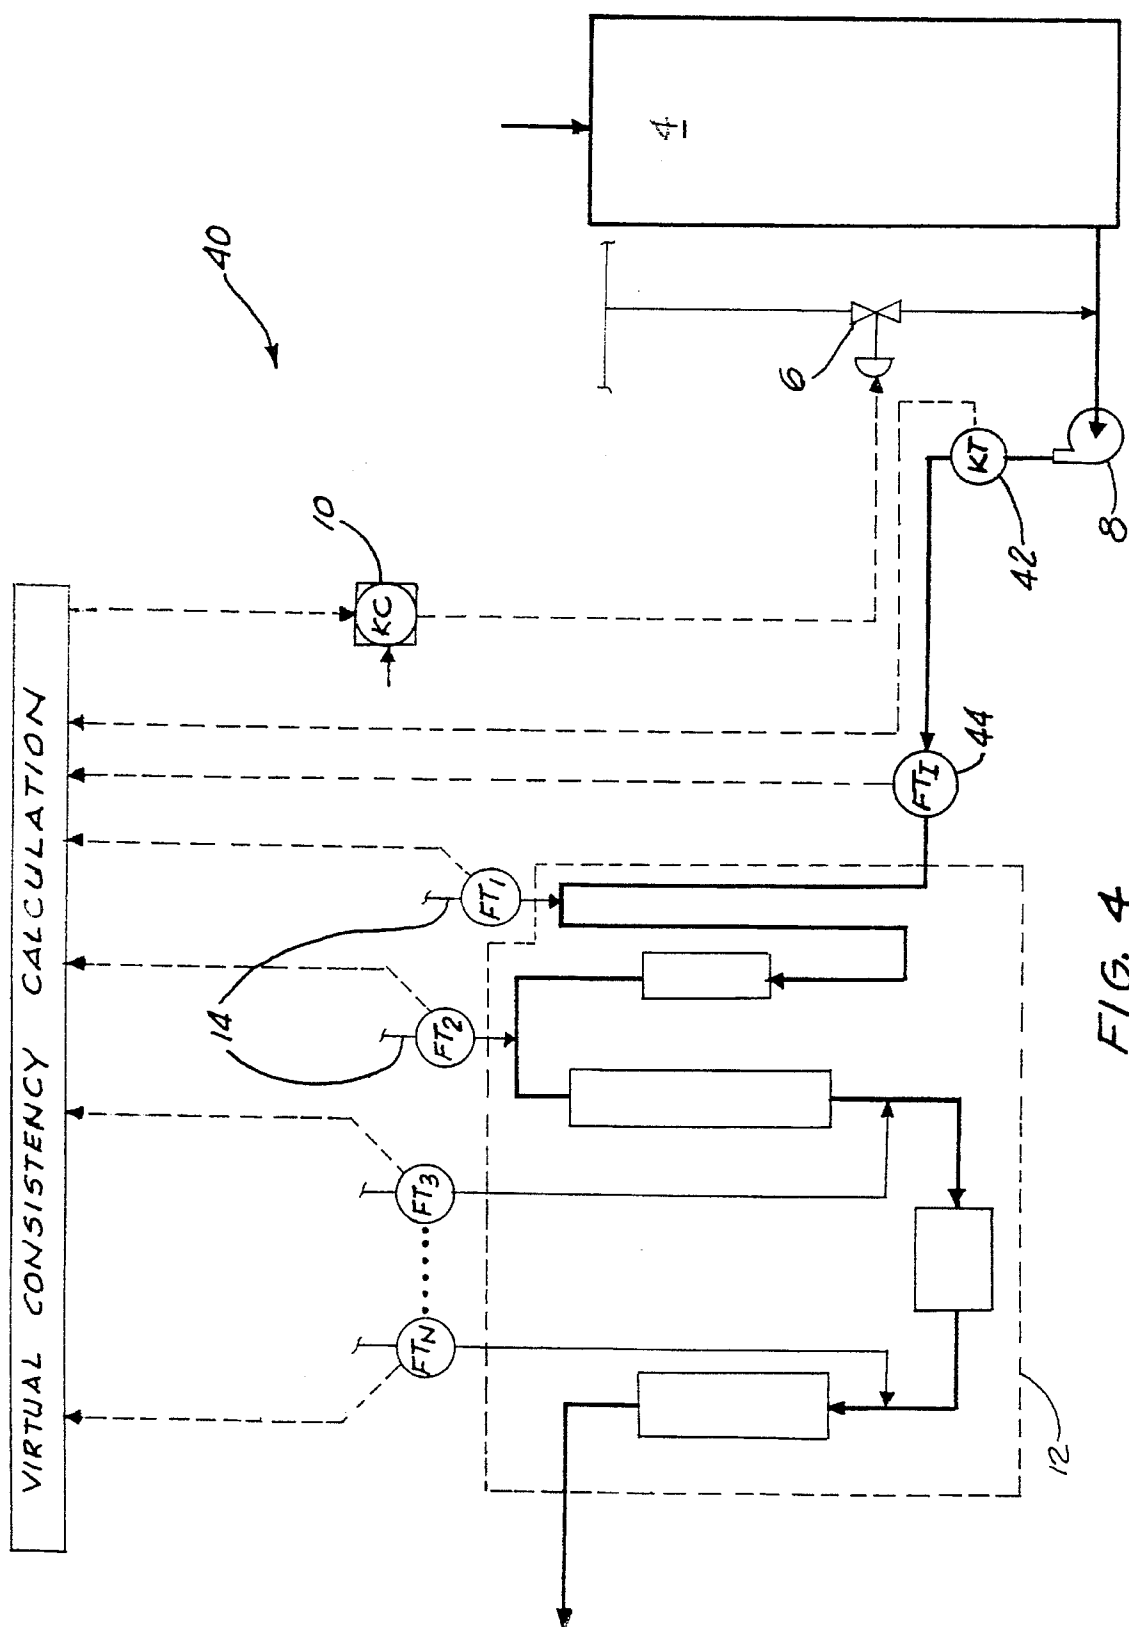 VIRTUAL CONSISTENCY CALCULATION
40
4
10
KC
6
KT
42
8
FTI
44
14
FT1
FT2
FT3
FTN
12
FIG. 4